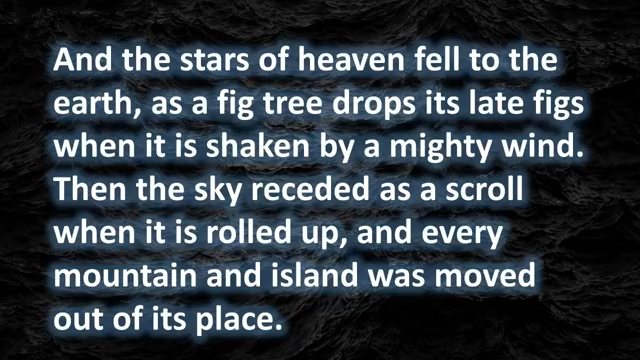 And the stars of heaven fell to the
earth, as a fig tree drops its late figs
when it is shaken by a mighty wind.
Then the sky receded as a scroll
when it is rolled up, and every
mountain and island was moved
out of its place.